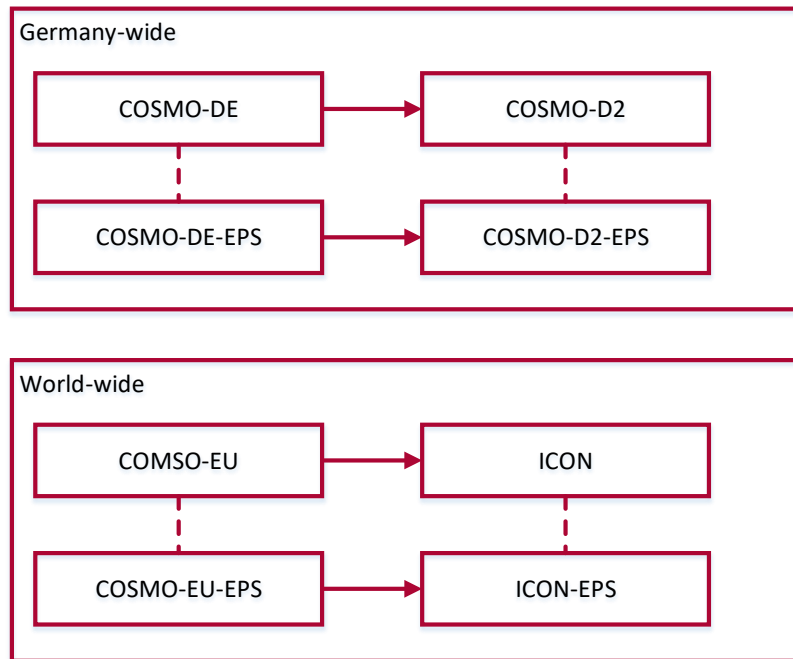 Germany-wide
COSMO-DE
COSMO-D2
COSMO-DE-EPS
COSMO-D2-EPS
World-wide
COMSO-EU
ICON
COSMO-EU-EPS
ICON-EPS